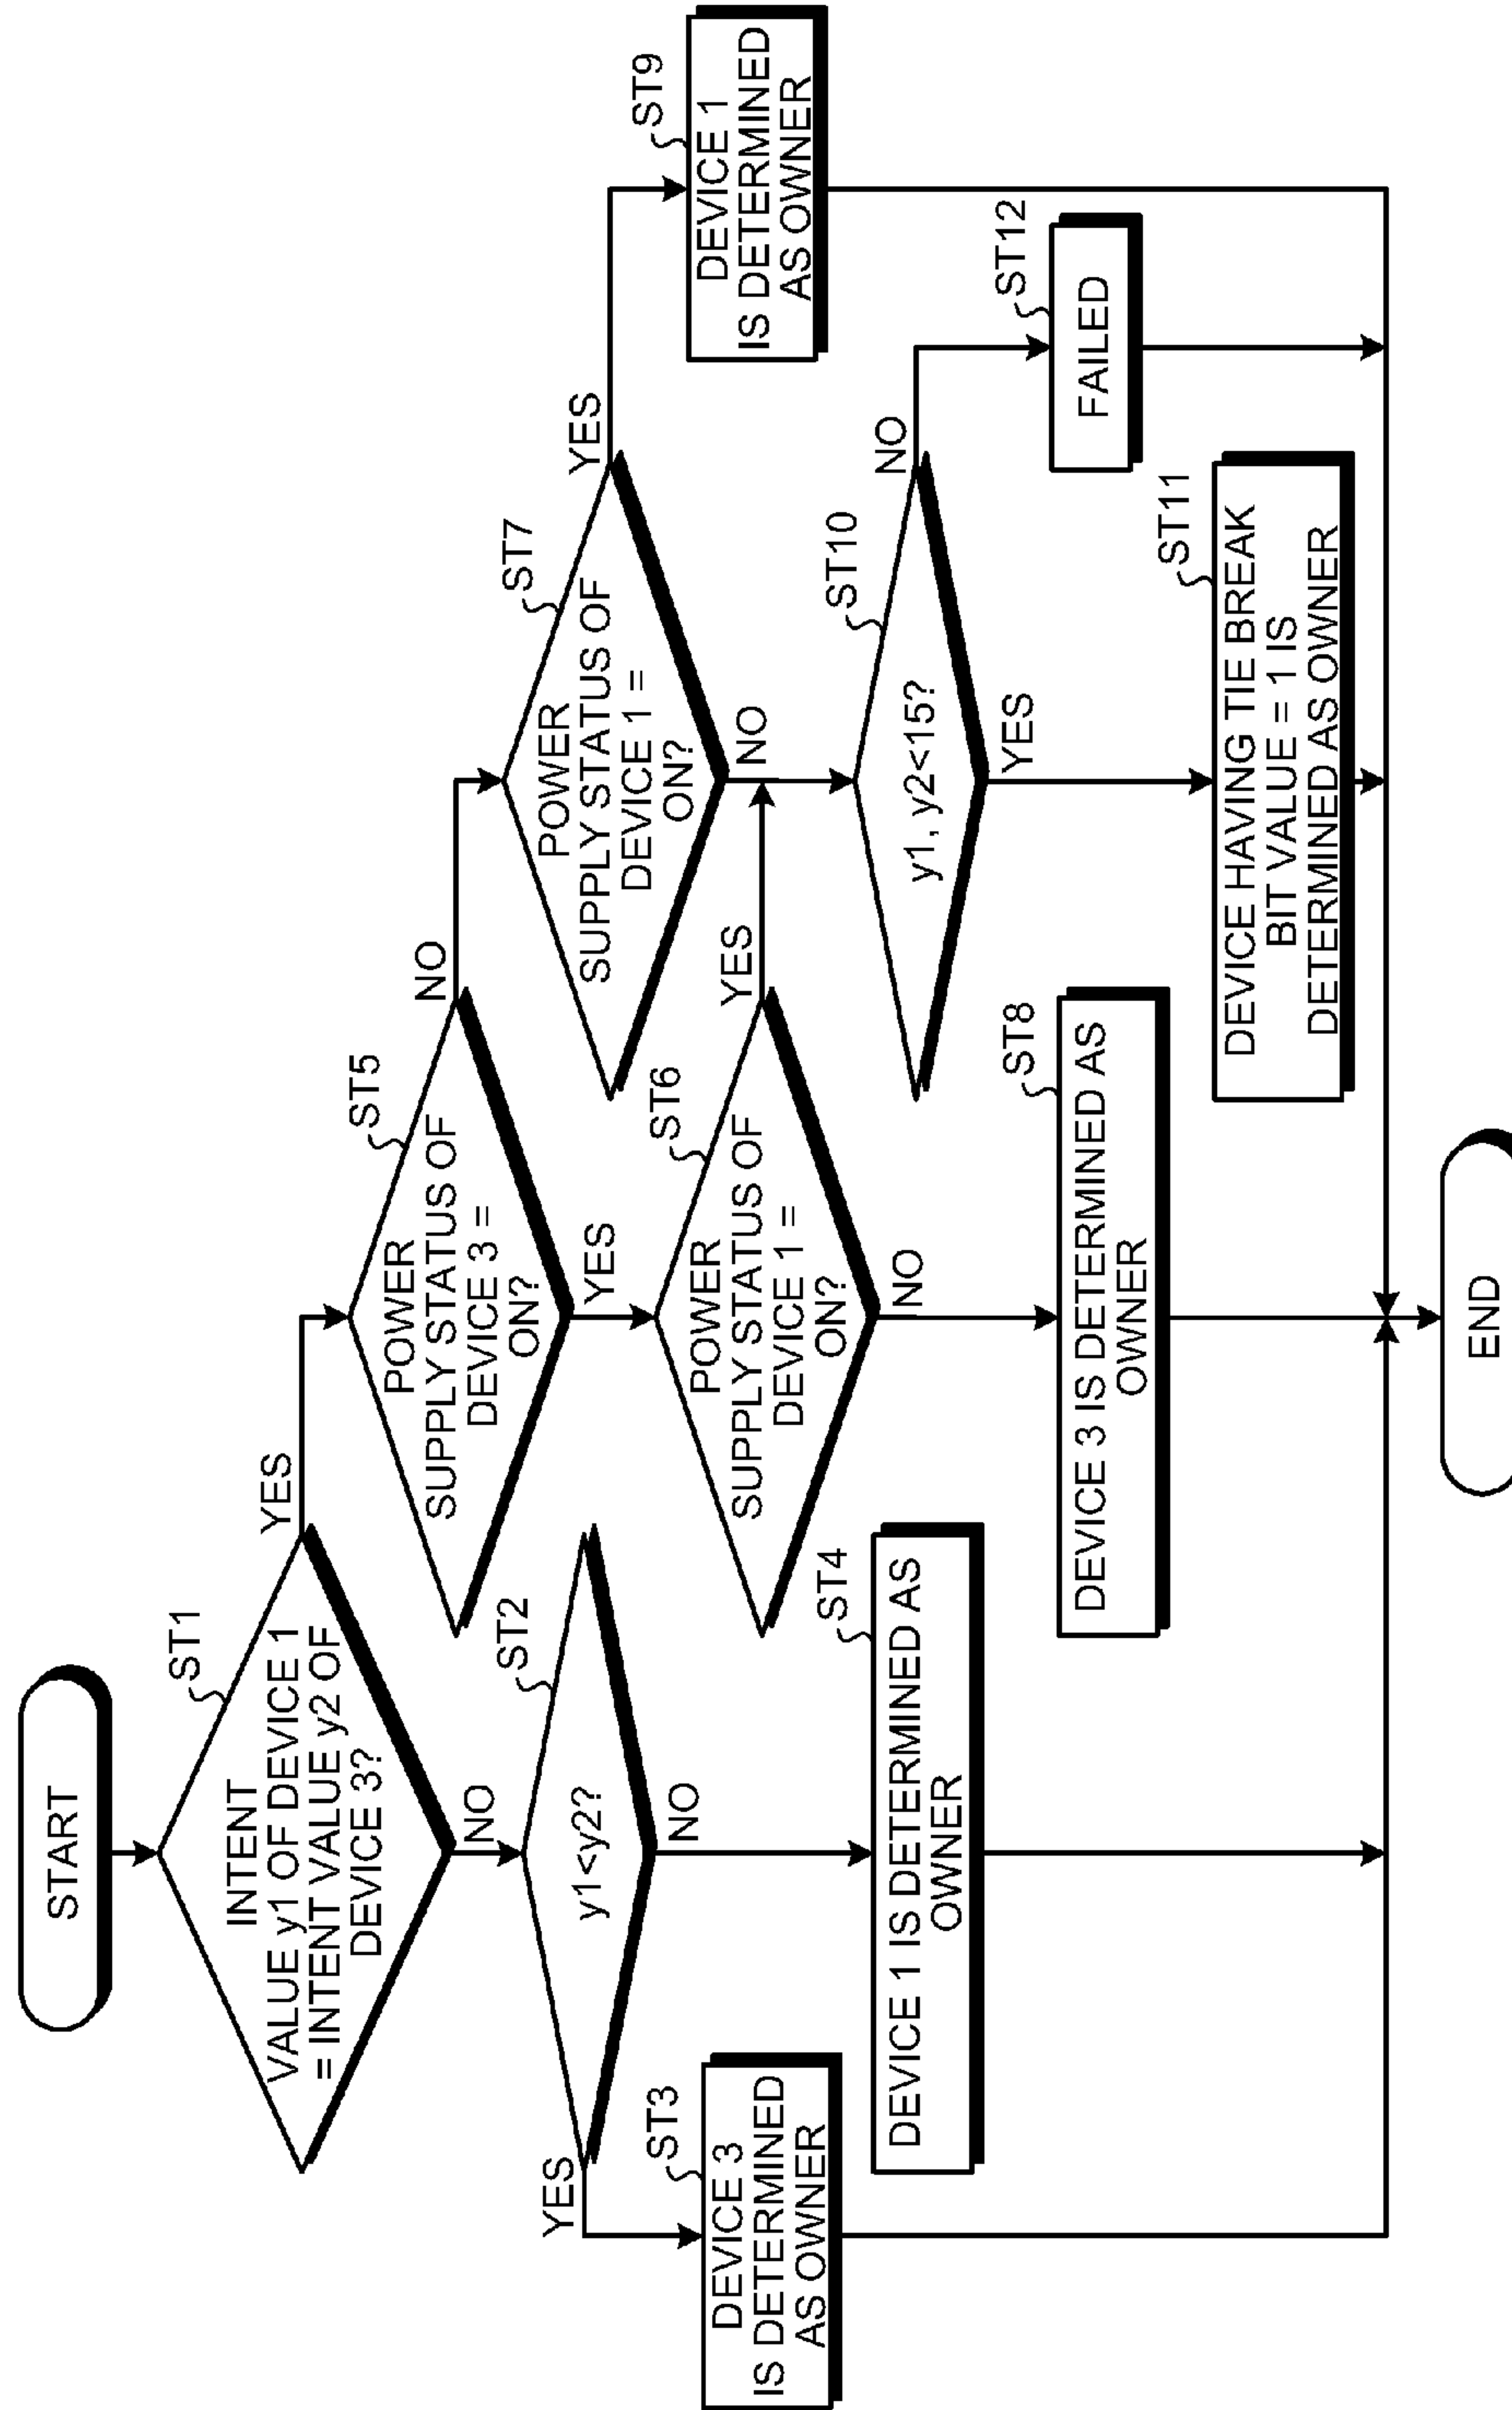 START
ST1
INTENT
VALUE y1 OF DEVICE 1
= INTENT VALUE y2 OF
DEVICE 3?
YES
NO
ST2
y1<y2?
YES
NO
ST3
DEVICE 3
IS DETERMINED
AS OWNER
ST4
DEVICE 1 IS DETERMINED AS
OWNER
ST5
POWER
SUPPLY STATUS OF
DEVICE 3 =
ON?
NO
YES
ST6
POWER
SUPPLY STATUS OF
DEVICE 1 =
ON?
YES
NO
ST7
POWER
SUPPLY STATUS OF
DEVICE 1 =
ON?
YES
NO
ST8
DEVICE 3 IS DETERMINED AS
OWNER
ST9
DEVICE 1
IS DETERMINED
AS OWNER
ST10
y1, y2<15?
NO
YES
ST11
DEVICE HAVING TIE BREAK
BIT VALUE = 1 IS
DETERMINED AS OWNER
ST12
FAILED
END